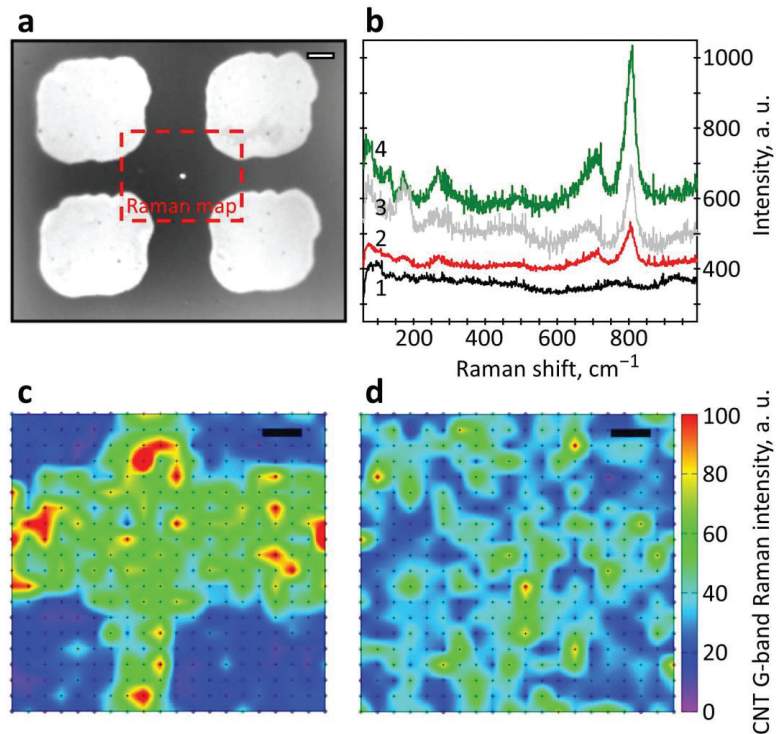 a
Raman map
b
4
3
2
1
1000
800
600
400
Intensity, a. u.
200
400
600
800
Raman shift, cm⁻¹
c
d
100
80
60
40
20
0
CNT G-band Raman intensity, a. u.